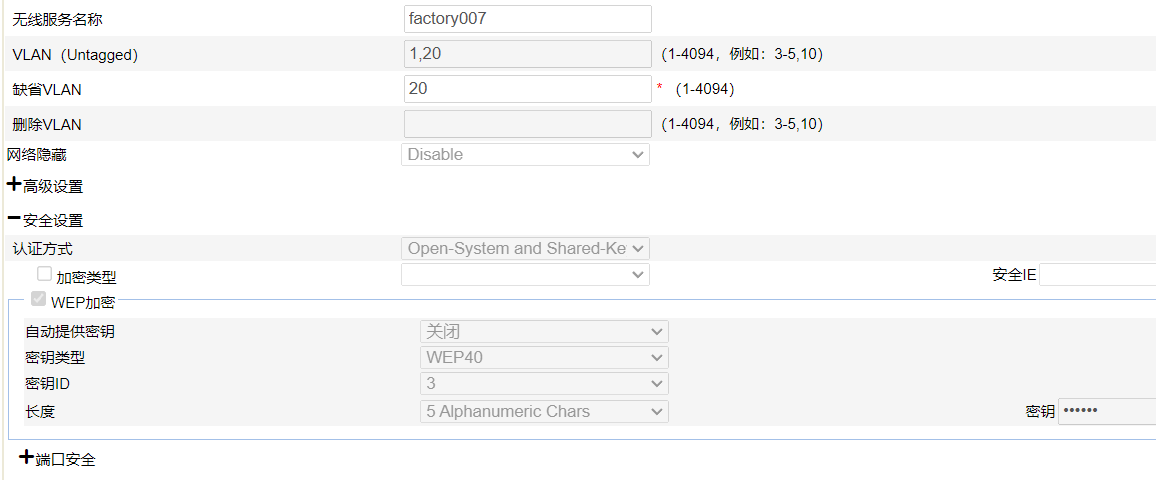 无线服务名称 factory007
VLAN（Untagged） 1,20 （1-4094，例如：3-5,10）
缺省VLAN 20 * （1-4094）
删除VLAN （1-4094，例如：3-5,10）
网络隐藏 Disable
+高级设置
−安全设置
认证方式 Open-System and Shared-Ke
加密类型 安全IE
WEP加密
自动提供密钥 关闭
密钥类型 WEP40
密钥ID 3
长度 5 Alphanumeric Chars 密钥 ••••••
+端口安全